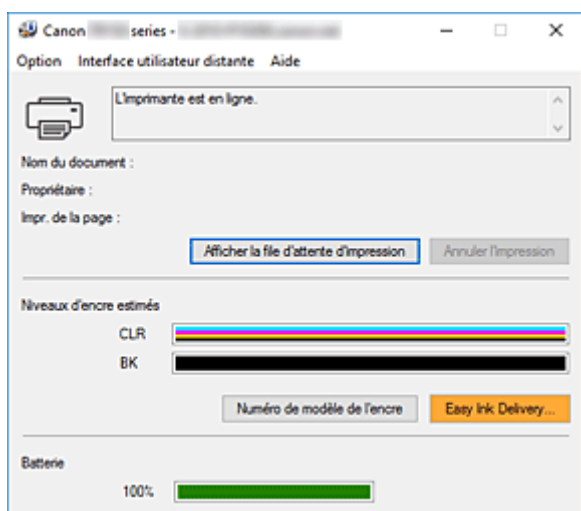 Canon series -
Option Interface utilisateur distante Aide
L'imprimante est en ligne.
Nom du document :
Propriétaire :
Impr. de la page :
Afficher la file d'attente d'impression Annuler l'impression
Niveaux d'encre estimés
CLR
BK
Numéro de modèle de l'encre Easy Ink Delivery...
Batterie
100%